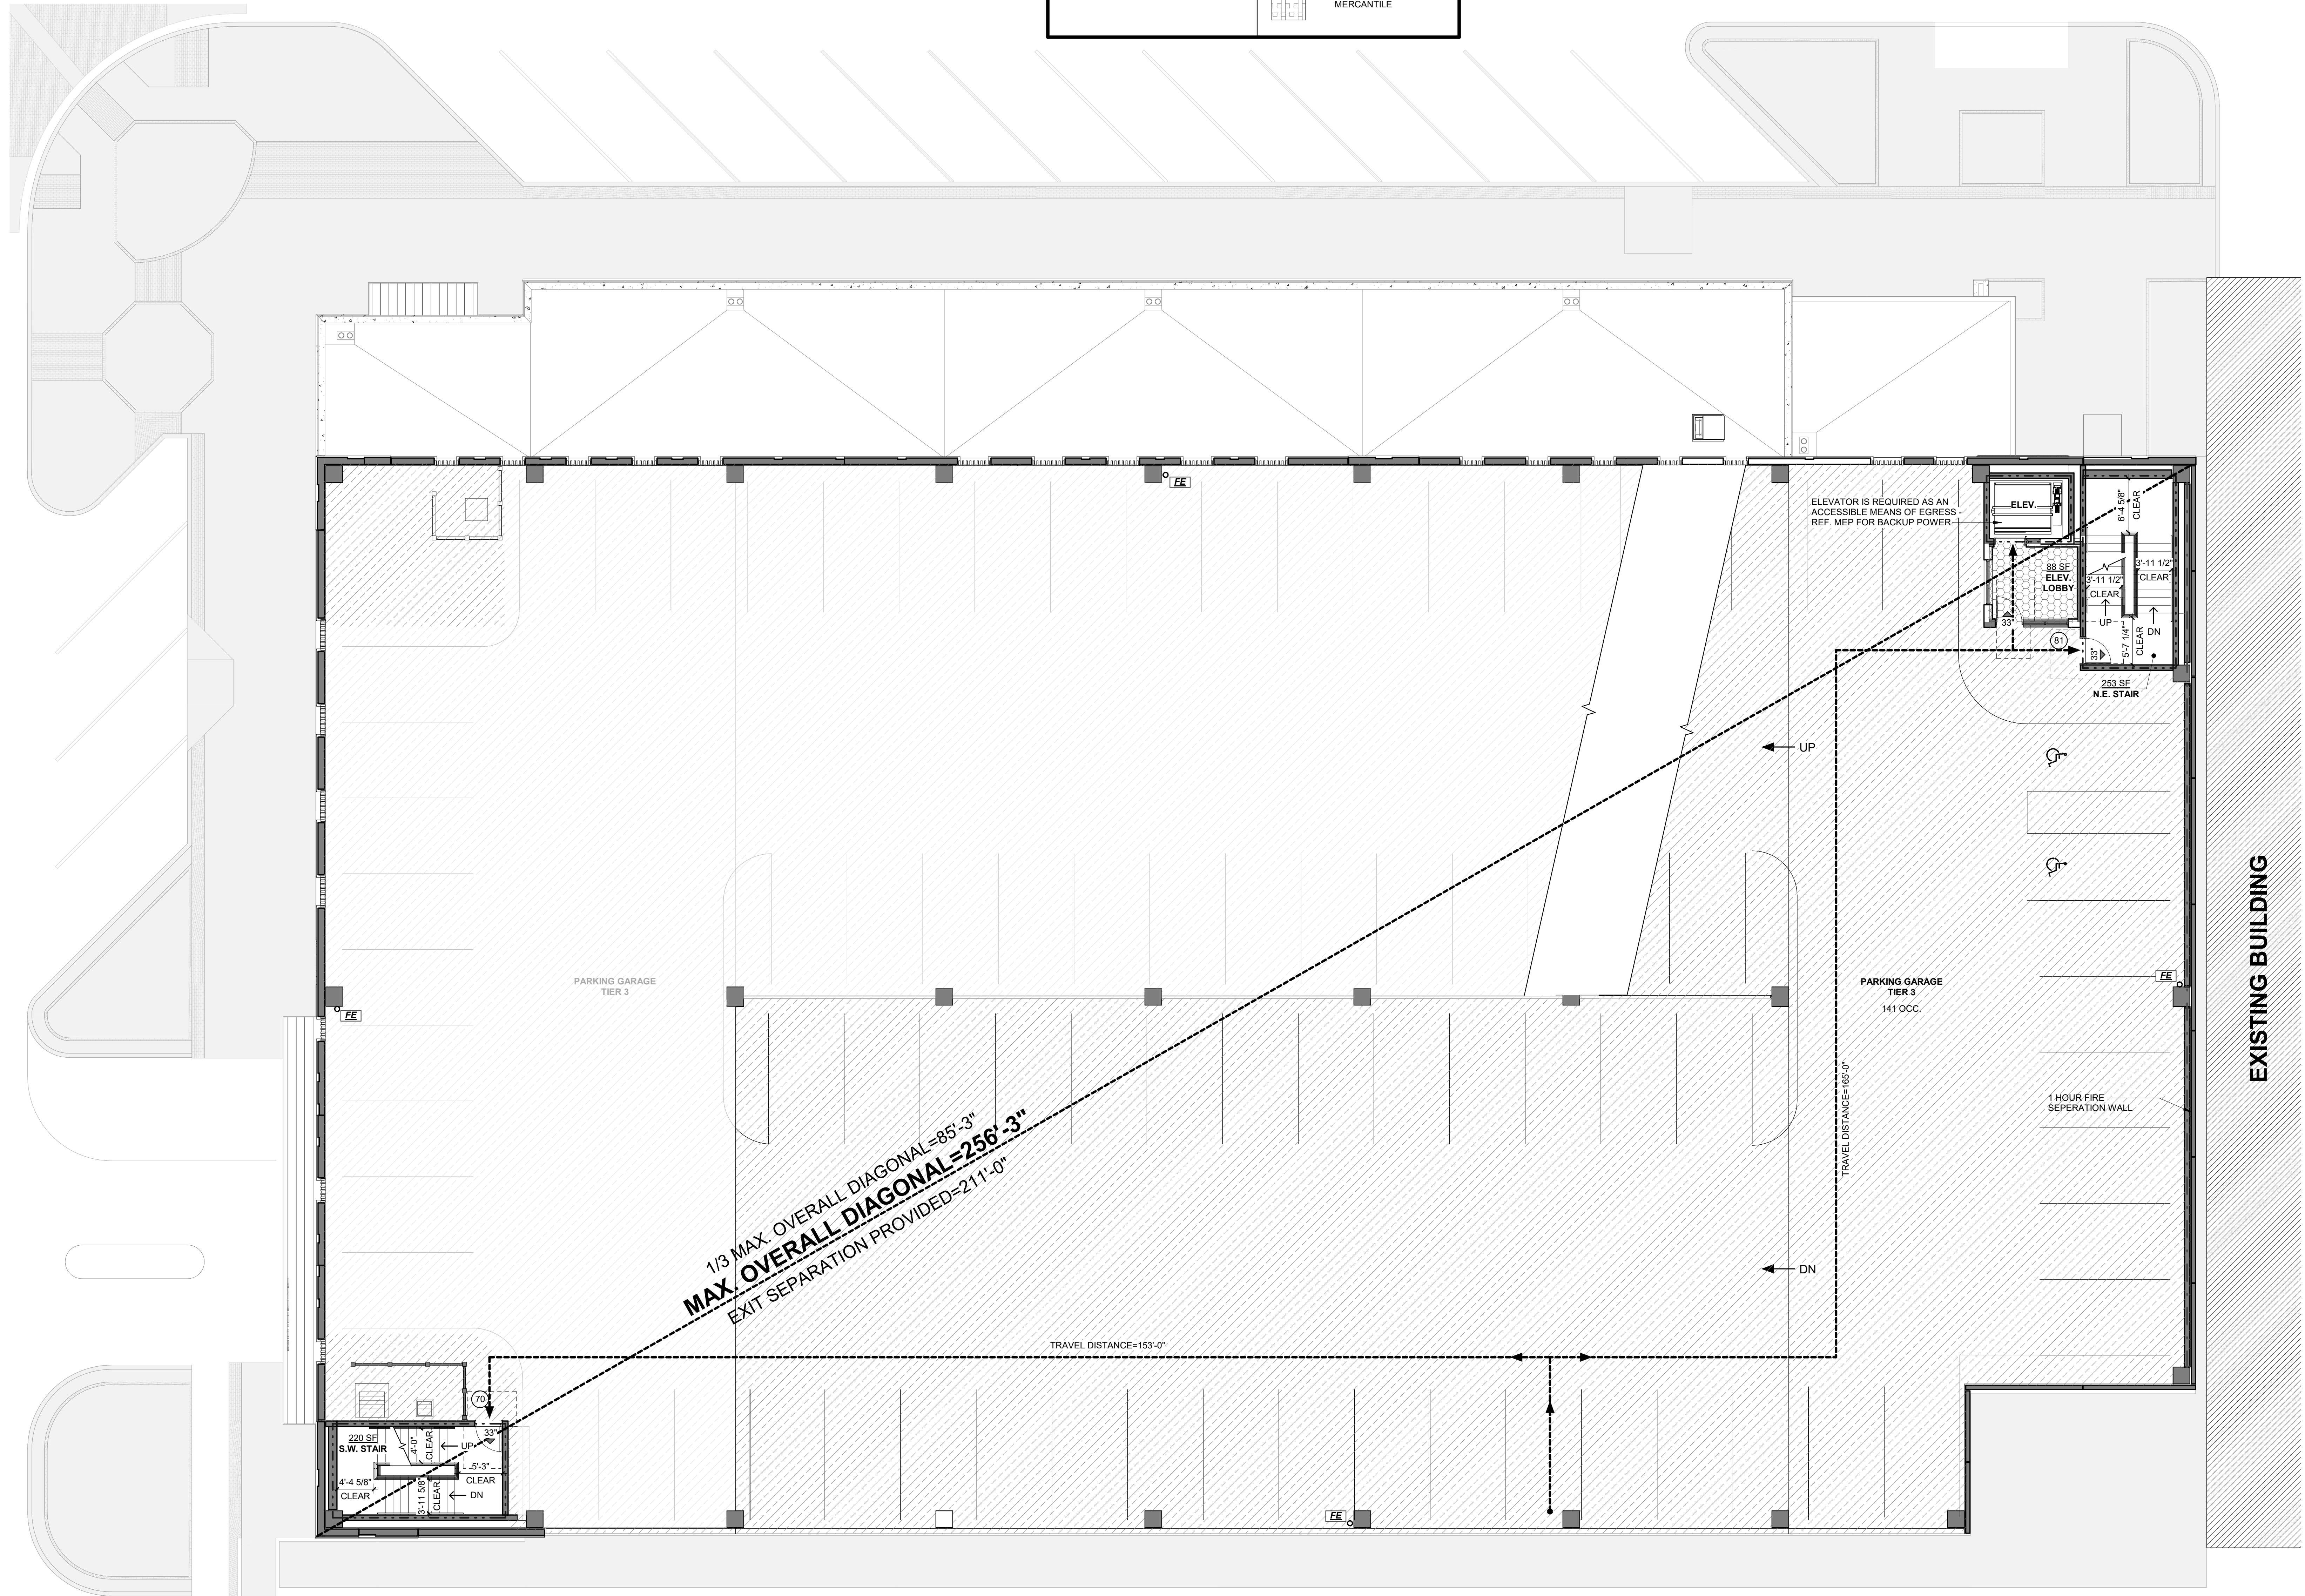 MERCANTILE
FE
ELEVATOR IS REQUIRED AS AN
ACCESSIBLE MEANS OF EGRESS -
REF. MEP FOR BACKUP POWER
ELEV.
6'-4 5/8"
CLEAR
88 SF
ELEV.
LOBBY
3'-11 1/2"
CLEAR
3'-11 1/2"
CLEAR
UP
DN
33"
81
33"
5'-7 1/4"
CLEAR
253 SF
N.E. STAIR
UP
EXISTING BUILDING
PARKING GARAGE
TIER 3
PARKING GARAGE
TIER 3
141 OCC.
FE
FE
TRAVEL DISTANCE=165'-0"
1 HOUR FIRE
SEPERATION WALL
1/3 MAX. OVERALL DIAGONAL=85'-3"
MAX. OVERALL DIAGONAL=256'-3"
EXIT SEPARATION PROVIDED=211'-0"
DN
TRAVEL DISTANCE=153'-0"
70
33"
220 SF
S.W. STAIR
4'-0"
CLEAR
UP
5'-3"
CLEAR
4'-4 5/8"
CLEAR
3'-11 5/8"
CLEAR
DN
FE